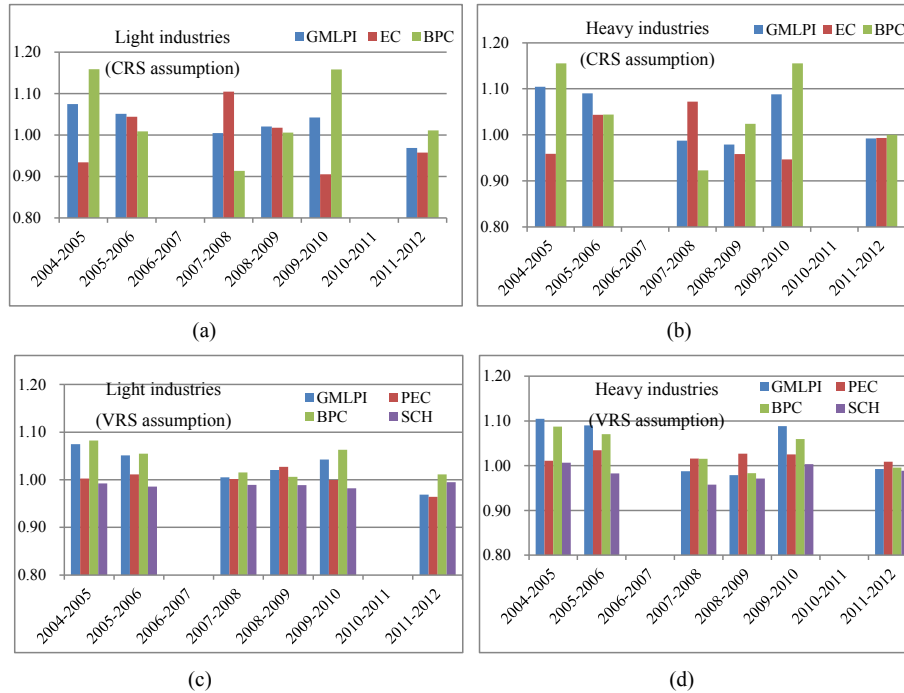 Light industries
GMLPI EC BPC
(CRS assumption)
1.20
1.10
1.00
0.90
0.80
2004-2005
2005-2006
2006-2007
2007-2008
2008-2009
2009-2010
2010-2011
2011-2012
(a)
Heavy industries
GMLPI EC BPC
(CRS assumption)
1.20
1.10
1.00
0.90
0.80
2004-2005
2005-2006
2006-2007
2007-2008
2008-2009
2009-2010
2010-2011
2011-2012
(b)
Light industries
(VRS assumption)
GMLPI PEC
BPC SCH
1.20
1.10
1.00
0.90
0.80
2004-2005
2005-2006
2006-2007
2007-2008
2008-2009
2009-2010
2010-2011
2011-2012
(c)
Heavy industries
(VRS assumption)
GMLPI PEC
BPC SCH
1.20
1.10
1.00
0.90
0.80
2004-2005
2005-2006
2006-2007
2007-2008
2008-2009
2009-2010
2010-2011
2011-2012
(d)